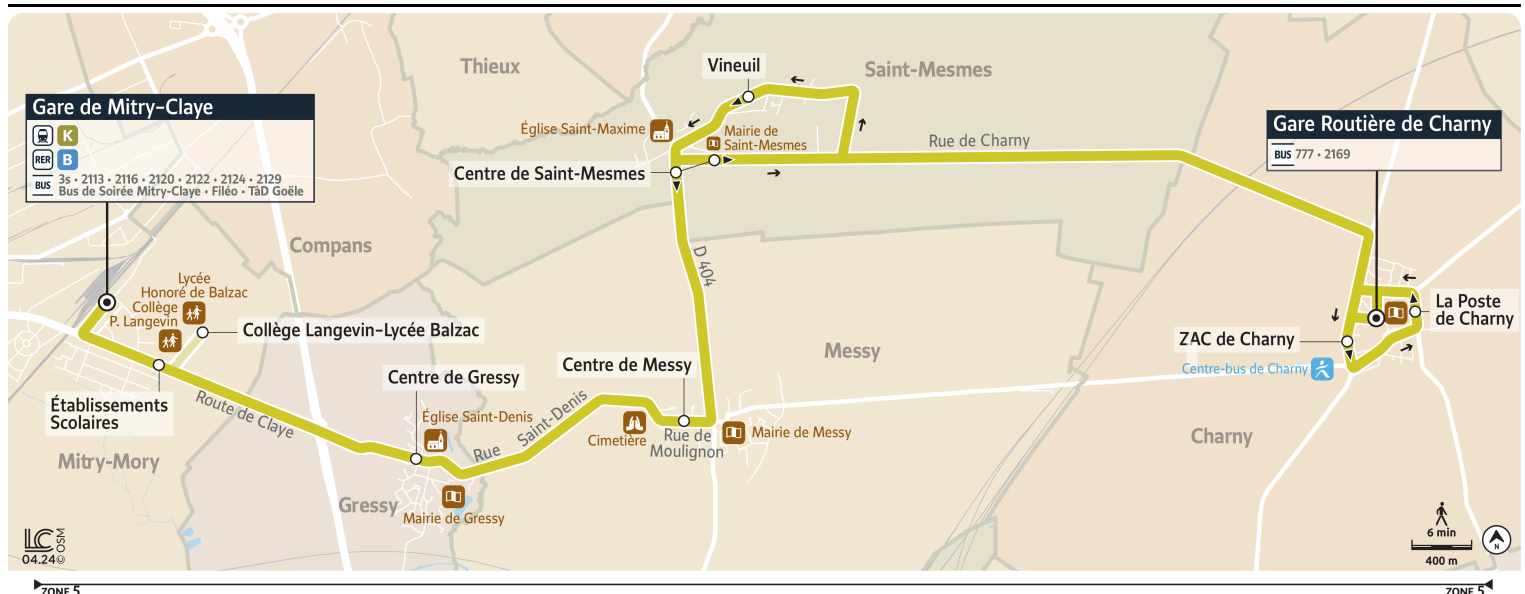 Gare de Mitry-Claye
K
RER B
BUS 3s • 2113 • 2116 • 2120 • 2122 • 2124 • 2129
Bus de Soirée Mitry-Claye • Filéo • TàD Goële
Thieux
Vineuil
Saint-Mesmes
Église Saint-Maxime
Mairie de
Saint-Mesmes
Centre de Saint-Mesmes
Rue de Charny
Gare Routière de Charny
BUS 777 • 2169
Compans
D 404
Lycée
Honoré de Balzac
Collège
P. Langevin
Collège Langevin-Lycée Balzac
La Poste
de Charny
ZAC de Charny
Centre-bus de Charny
Messy
Centre de Messy
Centre de Gressy
Établissements
Scolaires
Route de Claye
Église Saint-Denis
Rue Saint-Denis
Cimetière
Rue de
Moulignon
Mairie de Messy
Charny
Mitry-Mory
Gressy
Mairie de Gressy
LC
04.24 © OSM
6 min
400 m
N
ZONE 5
ZONE 5